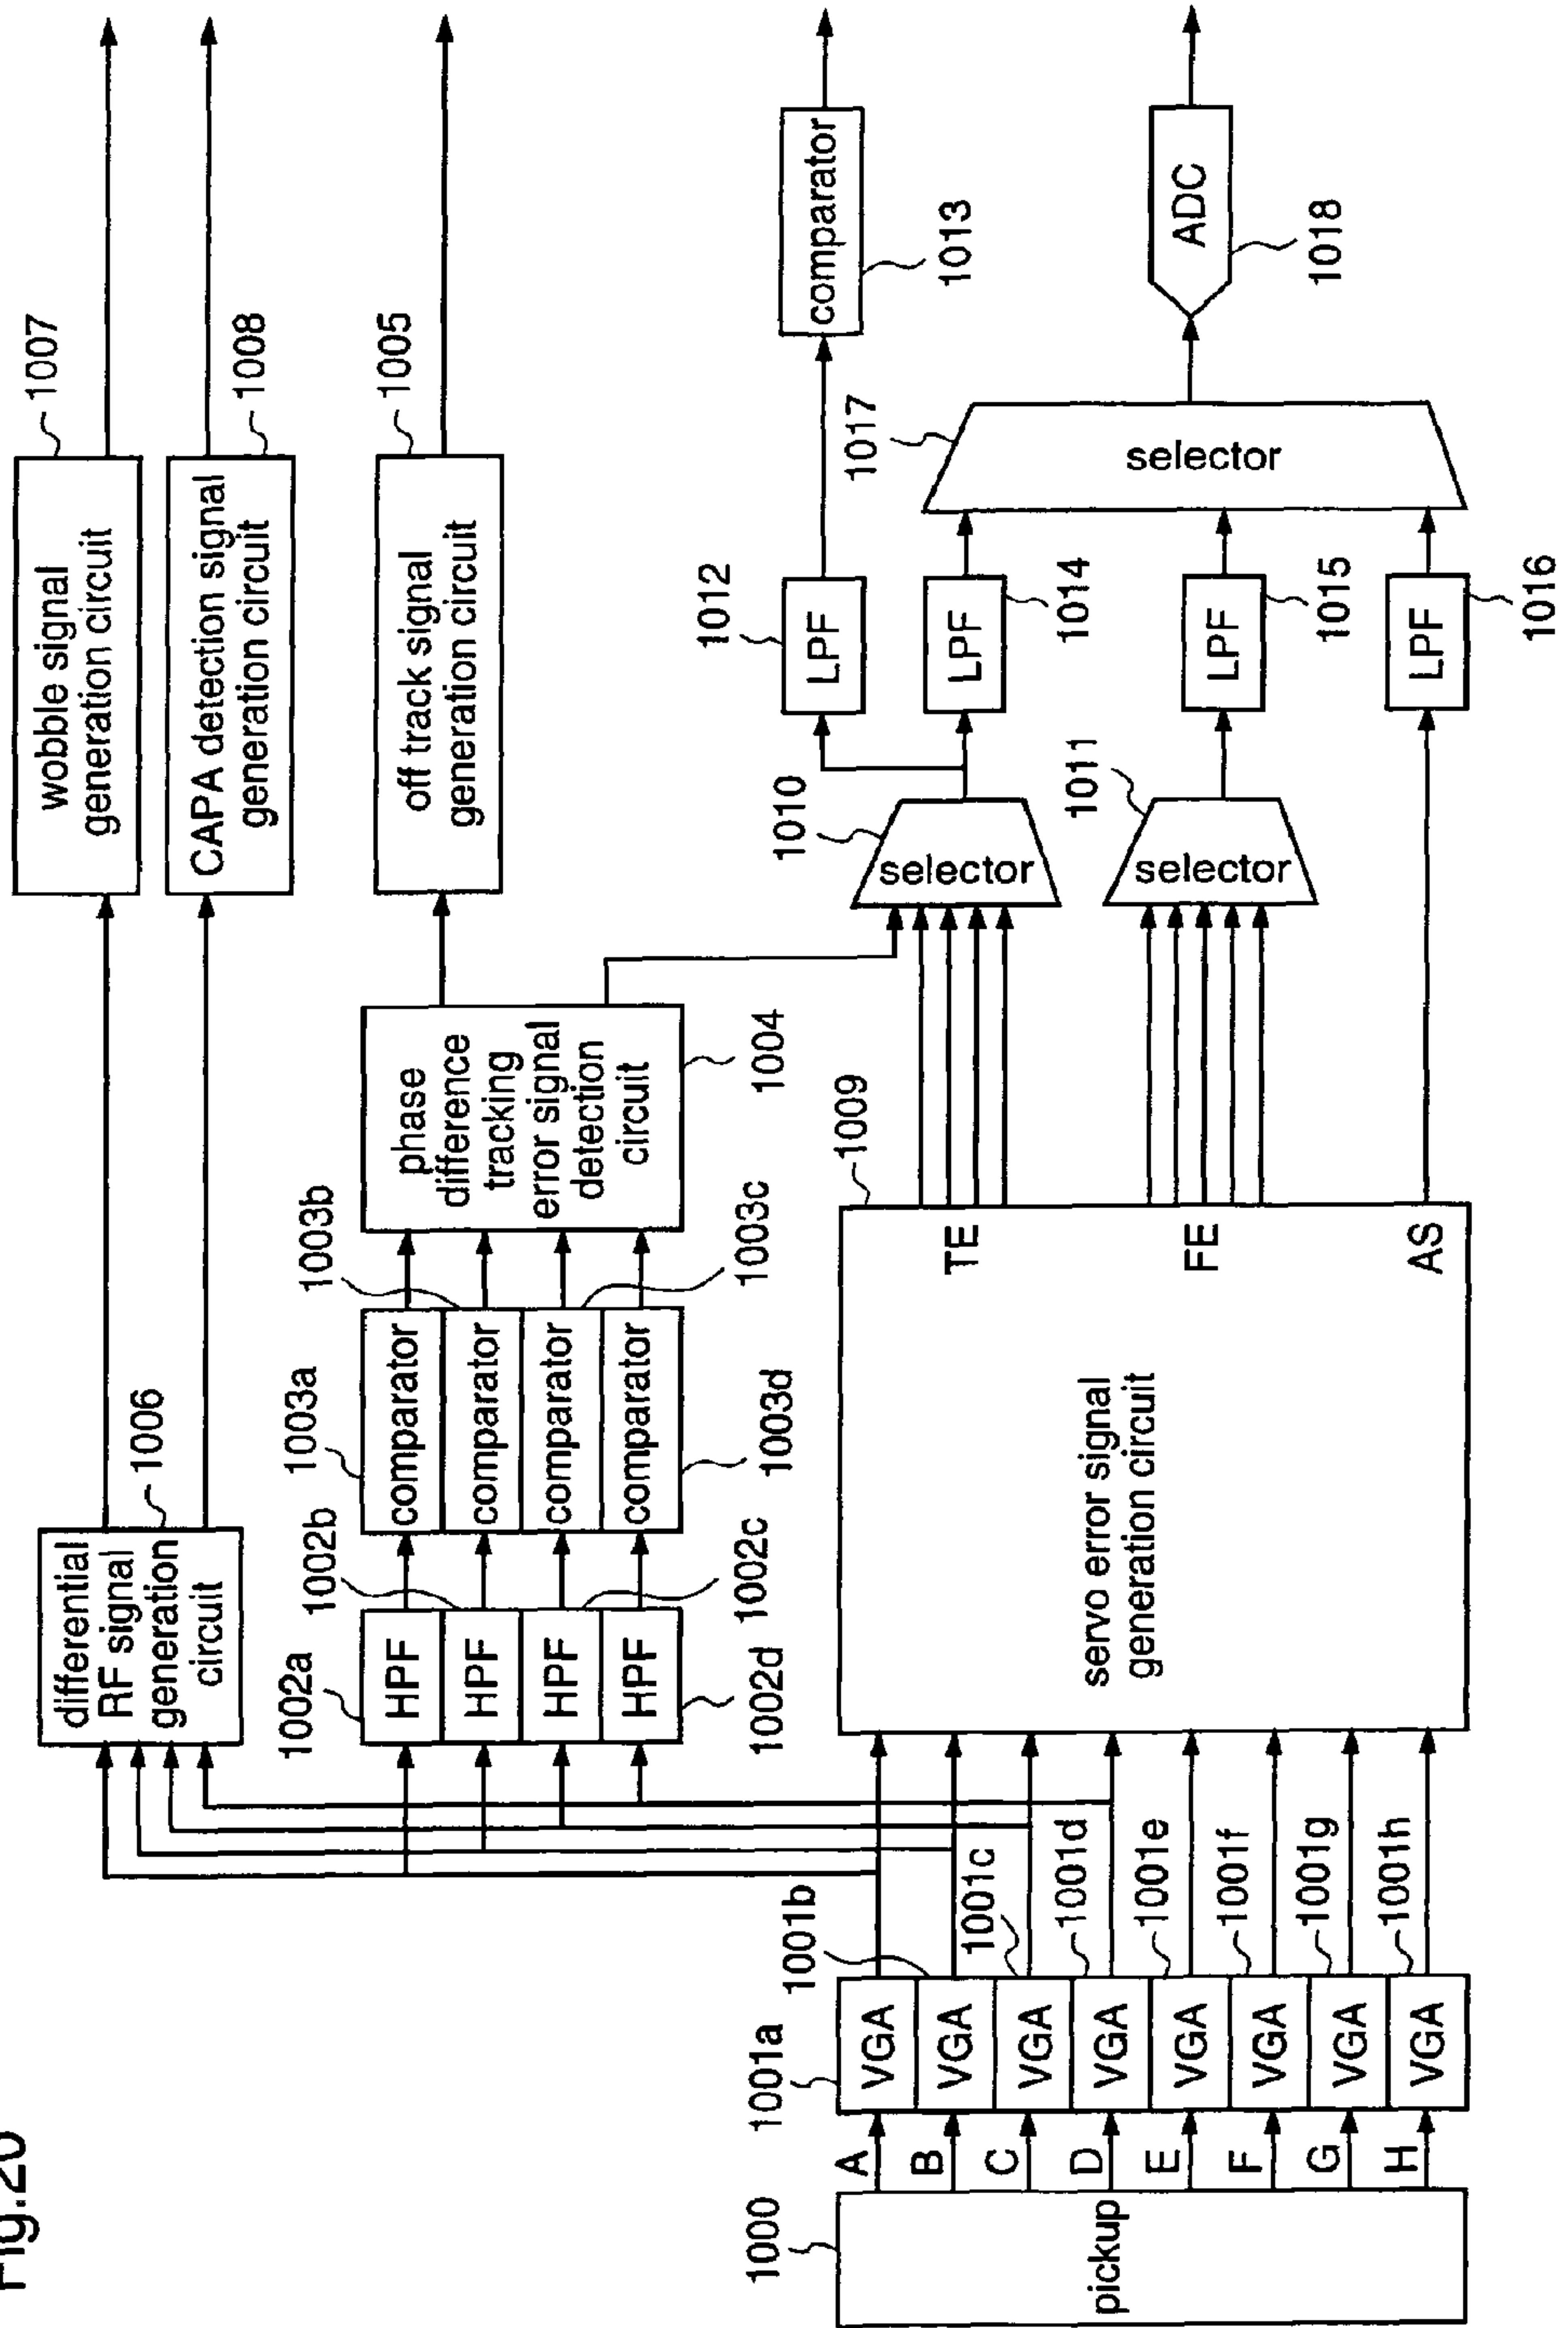 Fig.20
pickup
1000
A
B
C
D
E
F
G
H
1001a
VGA
VGA
VGA
VGA
VGA
VGA
VGA
VGA
1001b
1001c
1001d
1001e
1001f
1001g
1001h
differential
RF signal
generation
circuit
1006
1002a
HPF
HPF
HPF
HPF
1002b
1002c
1002d
1003a
comparator
comparator
comparator
comparator
1003b
1003c
1003d
phase
difference
tracking
error signal
detection
circuit
1004
servo error signal
generation circuit
1009
TE
FE
AS
wobble signal
generation circuit
1007
CAPA detection signal
generation circuit
1008
off track signal
generation circuit
1005
1010
selector
1011
selector
1012
LPF
LPF
1014
LPF
1015
LPF
1016
1017
selector
comparator
1013
ADC
1018